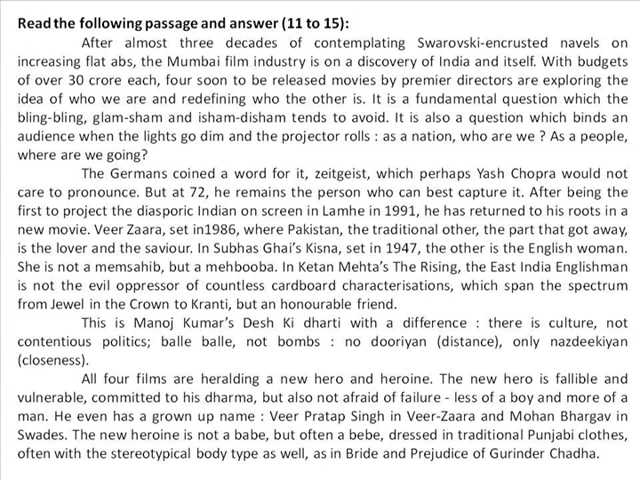 Read the following passage and answer (11 to 15):
After almost three decades of contemplating Swarovski-encrusted navels on
increasing flat abs, the Mumbai film industry is on a discovery of India and itself. With budgets
of over 30 crore each, four soon to be released movies by premier directors are exploring the
idea of who we are and redefining who the other is. It is a fundamental question which the
bling-bling, glam-sham and isham-disham tends to avoid. It is also a question which binds an
audience when the lights go dim and the projector rolls : as a nation, who are we ? As a people,
where are we going?
The Germans coined a word for it, zeitgeist, which perhaps Yash Chopra would not
care to pronounce. But at 72, he remains the person who can best capture it. After being the
first to project the diasporic Indian on screen in Lamhe in 1991, he has returned to his roots in a
new movie. Veer Zaara, set in1986, where Pakistan, the traditional other, the part that got away,
is the lover and the saviour. In Subhas Ghai's Kisna, set in 1947, the other is the English woman.
She is not a memsahib, but a mehbooba. In Ketan Mehta's The Rising, the East India Englishman
is not the evil oppressor of countless cardboard characterisations, which span the spectrum
from Jewel in the Crown to Kranti, but an honourable friend.
This is Manoj Kumar's Desh Ki dharti with a difference : there is culture, not
contentious politics; balle balle, not bombs : no dooriyan (distance), only nazdeekiyan
(closeness).
All four films are heralding a new hero and heroine. The new hero is fallible and
vulnerable, committed to his dharma, but also not afraid of failure - less of a boy and more of a
man. He even has a grown up name : Veer Pratap Singh in Veer-Zaara and Mohan Bhargav in
Swades. The new heroine is not a babe, but often a bebe, dressed in traditional Punjabi clothes,
often with the stereotypical body type as well, as in Bride and Prejudice of Gurinder Chadha.